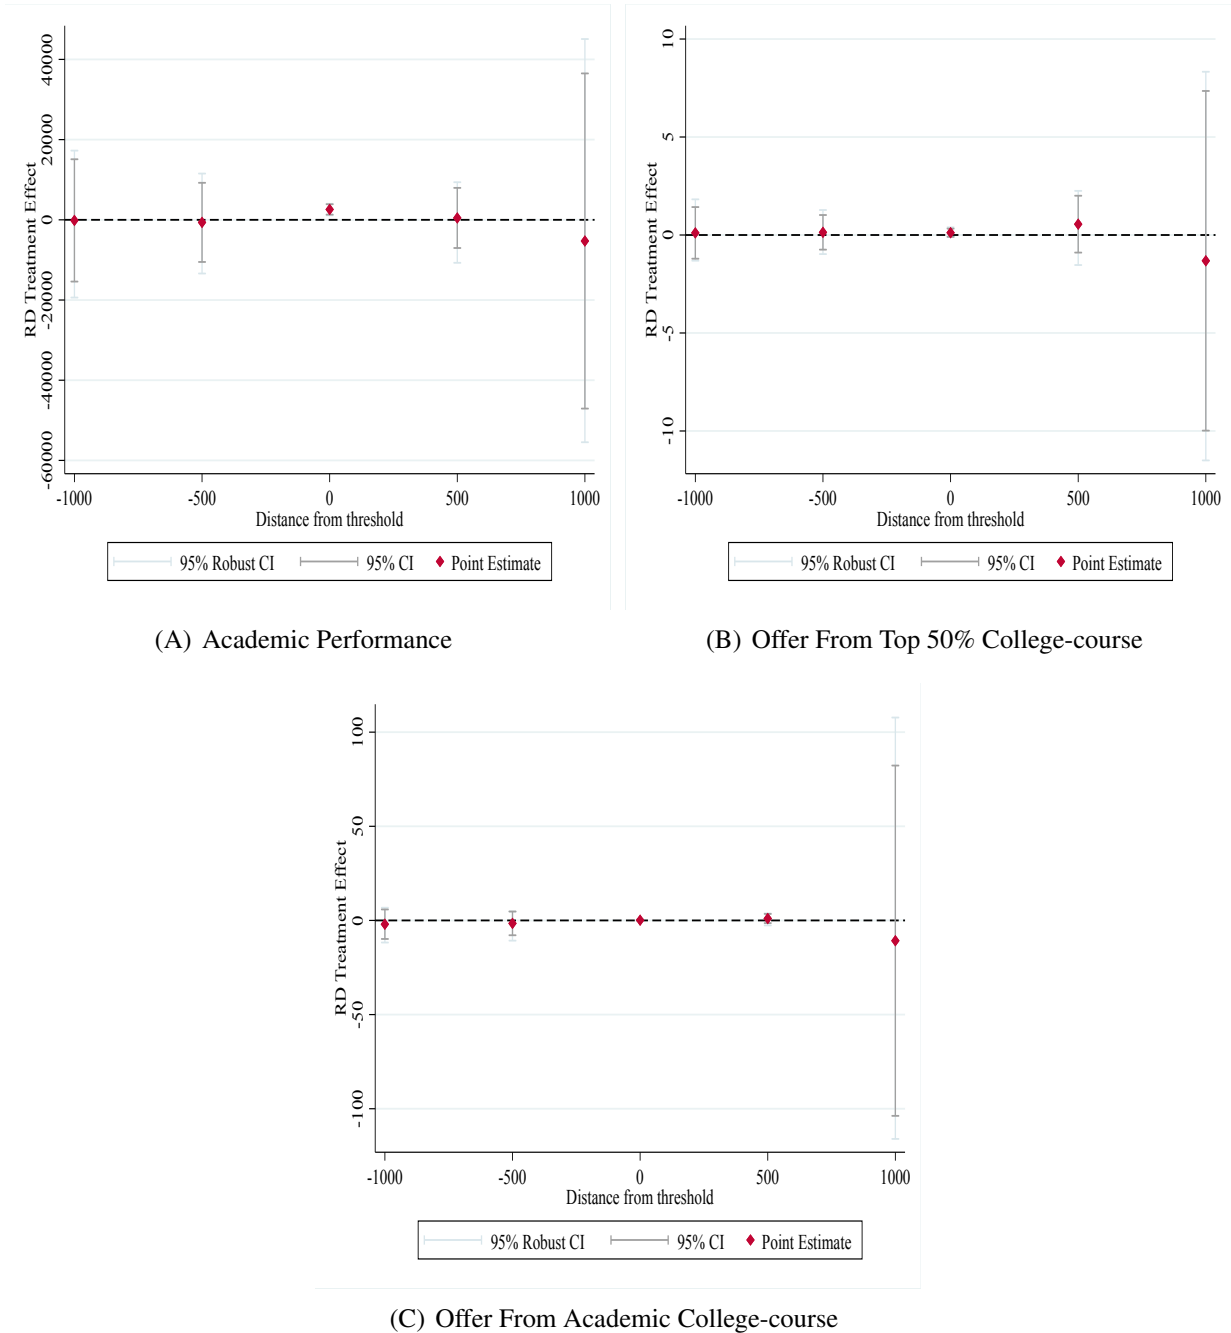 RD Treatment Effect
40000
20000
0
-20000
-40000
-60000
-1000 -500 0 500 1000
Distance from threshold
95% Robust CI 95% CI Point Estimate
(A) Academic Performance
RD Treatment Effect
10
5
0
-5
-10
-1000 -500 0 500 1000
Distance from threshold
95% Robust CI 95% CI Point Estimate
(B) Offer From Top 50% College-course
RD Treatment Effect
100
50
0
-50
-100
-1000 -500 0 500 1000
Distance from threshold
95% Robust CI 95% CI Point Estimate
(C) Offer From Academic College-course